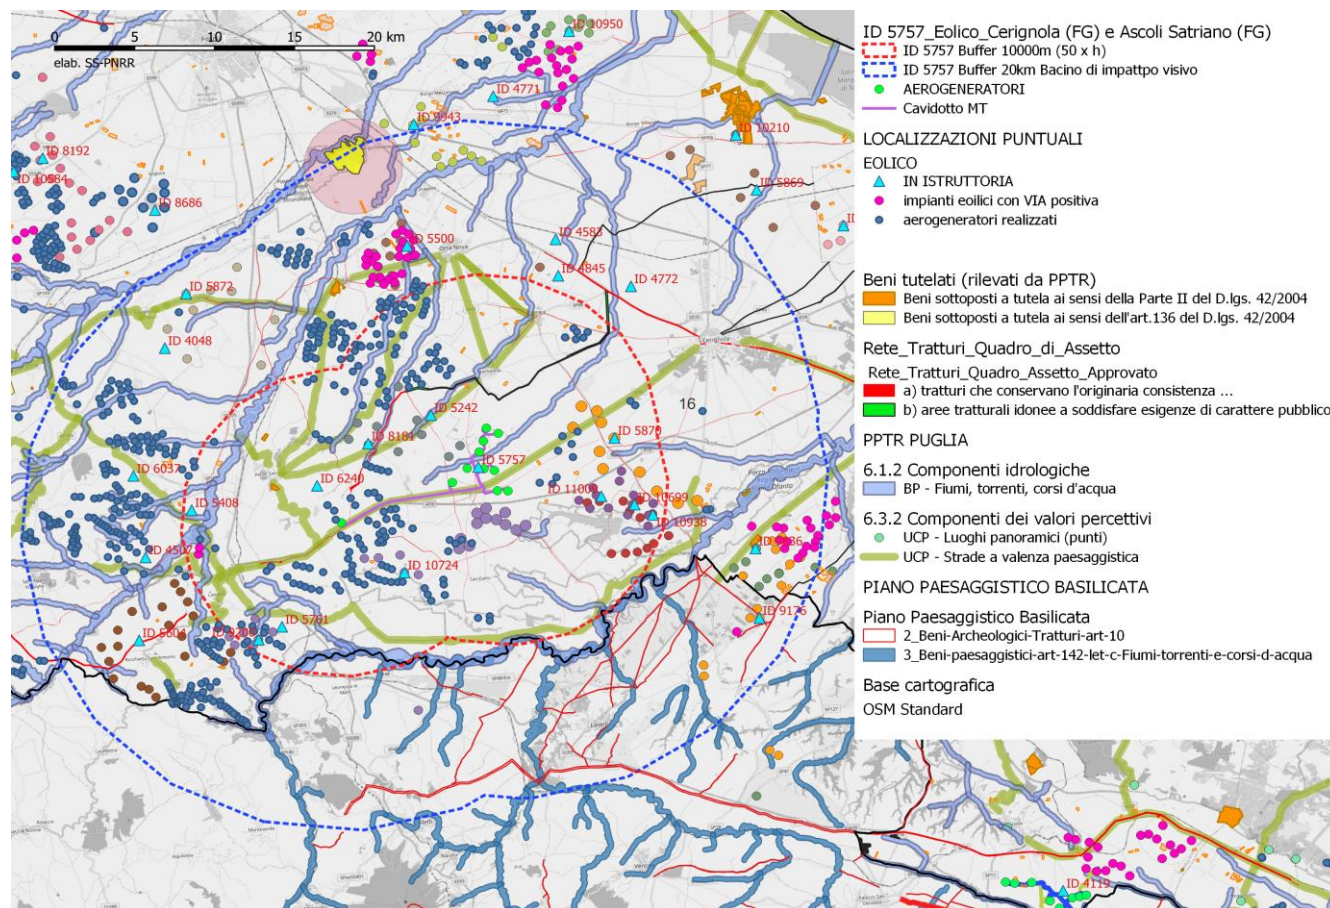 0 5 10 15 20 km
elab. SS-PNRR
ID 10950
ID 4771
ID 9943
ID 10210
ID 8192
ID 10584
ID 8686
ID 5869
ID 5500
ID 4583
ID 4845
ID 4772
ID 5872
ID 4048
Cerignola
16
ID 5242
ID 5870
ID 8181
ID 5757
ID 6037
ID 6240
ID 5408
ID 10699
ID 10938
ID 10724
ID 9176
ID 5761
ID 4119
ID 5757_Eolico_Cerignola (FG) e Ascoli Satriano (FG)
ID 5757 Buffer 10000m (50 x h)
ID 5757 Buffer 20km Bacino di impattpo visivo
AEROGENERATORI
Cavidotto MT
LOCALIZZAZIONI PUNTUALI
EOLICO
IN ISTRUTTORIA
impianti eoilici con VIA positiva
aerogeneratori realizzati
Beni tutelati (rilevati da PPTR)
Beni sottoposti a tutela ai sensi della Parte II del D.lgs. 42/2004
Beni sottoposti a tutela ai sensi dell'art.136 del D.lgs. 42/2004
Rete_Tratturi_Quadro_di_Assetto
Rete_Tratturi_Quadro_Assetto_Approvato
a) tratturi che conservano l'originaria consistenza ...
b) aree tratturali idonee a soddisfare esigenze di carattere pubblico
PPTR PUGLIA
6.1.2 Componenti idrologiche
BP - Fiumi, torrenti, corsi d'acqua
6.3.2 Componenti dei valori percettivi
UCP - Luoghi panoramici (punti)
UCP - Strade a valenza paesaggistica
PIANO PAESAGGISTICO BASILICATA
Piano Paesaggistico Basilicata
2_Beni-Archeologici-Tratturi-art-10
3_Beni-paesaggistici-art-142-let-c-Fiumi-torrenti-e-corsi-d-acqua
Base cartografica
OSM Standard